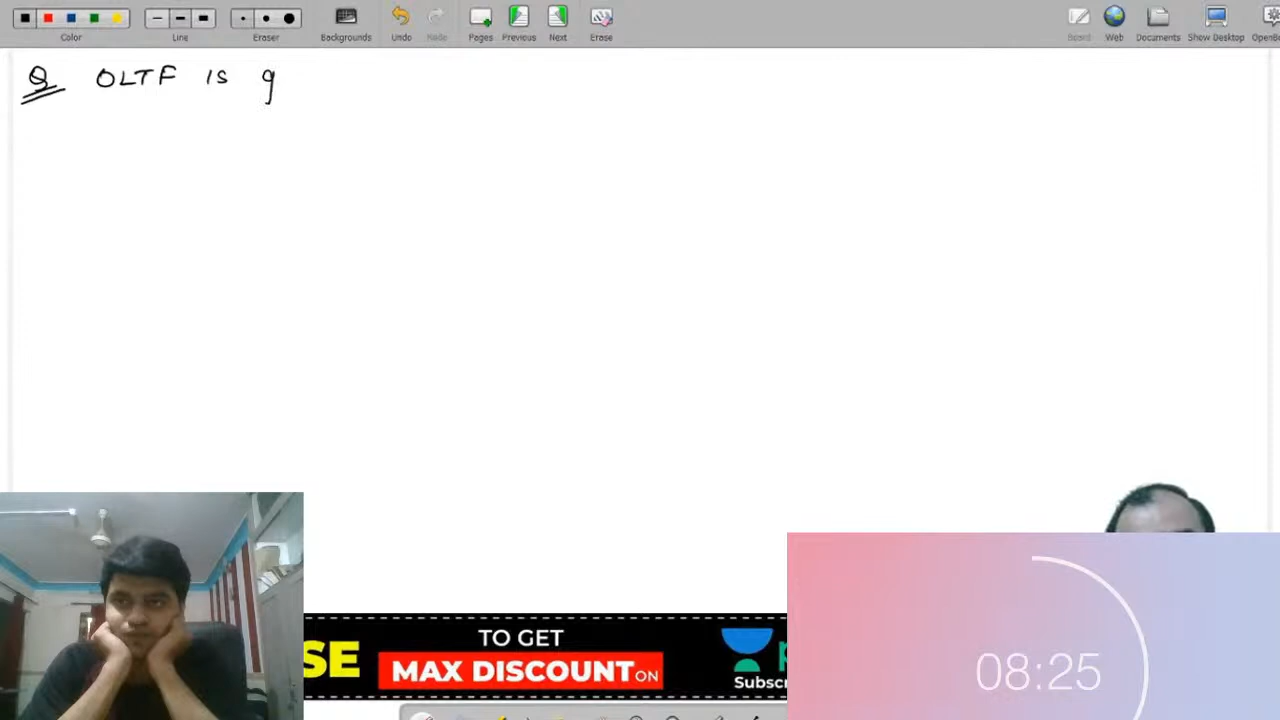 Color
Line
Eraser
Backgrounds
Undo
Redo
Pages
Previous
Next
Erase
Board
Web
Documents
Show Desktop
OpenBo
Q OLTF is g
SE
TO GET
MAX DISCOUNT ON
Subscr
08:25